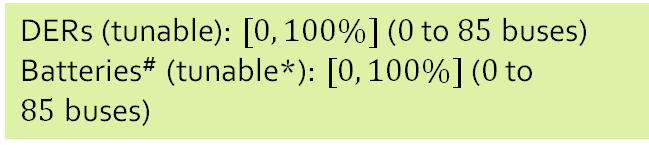 DERs (tunable): [0, 100%] (0 to 85 buses)
Batteries# (tunable*): [0, 100%] (0 to
85 buses)